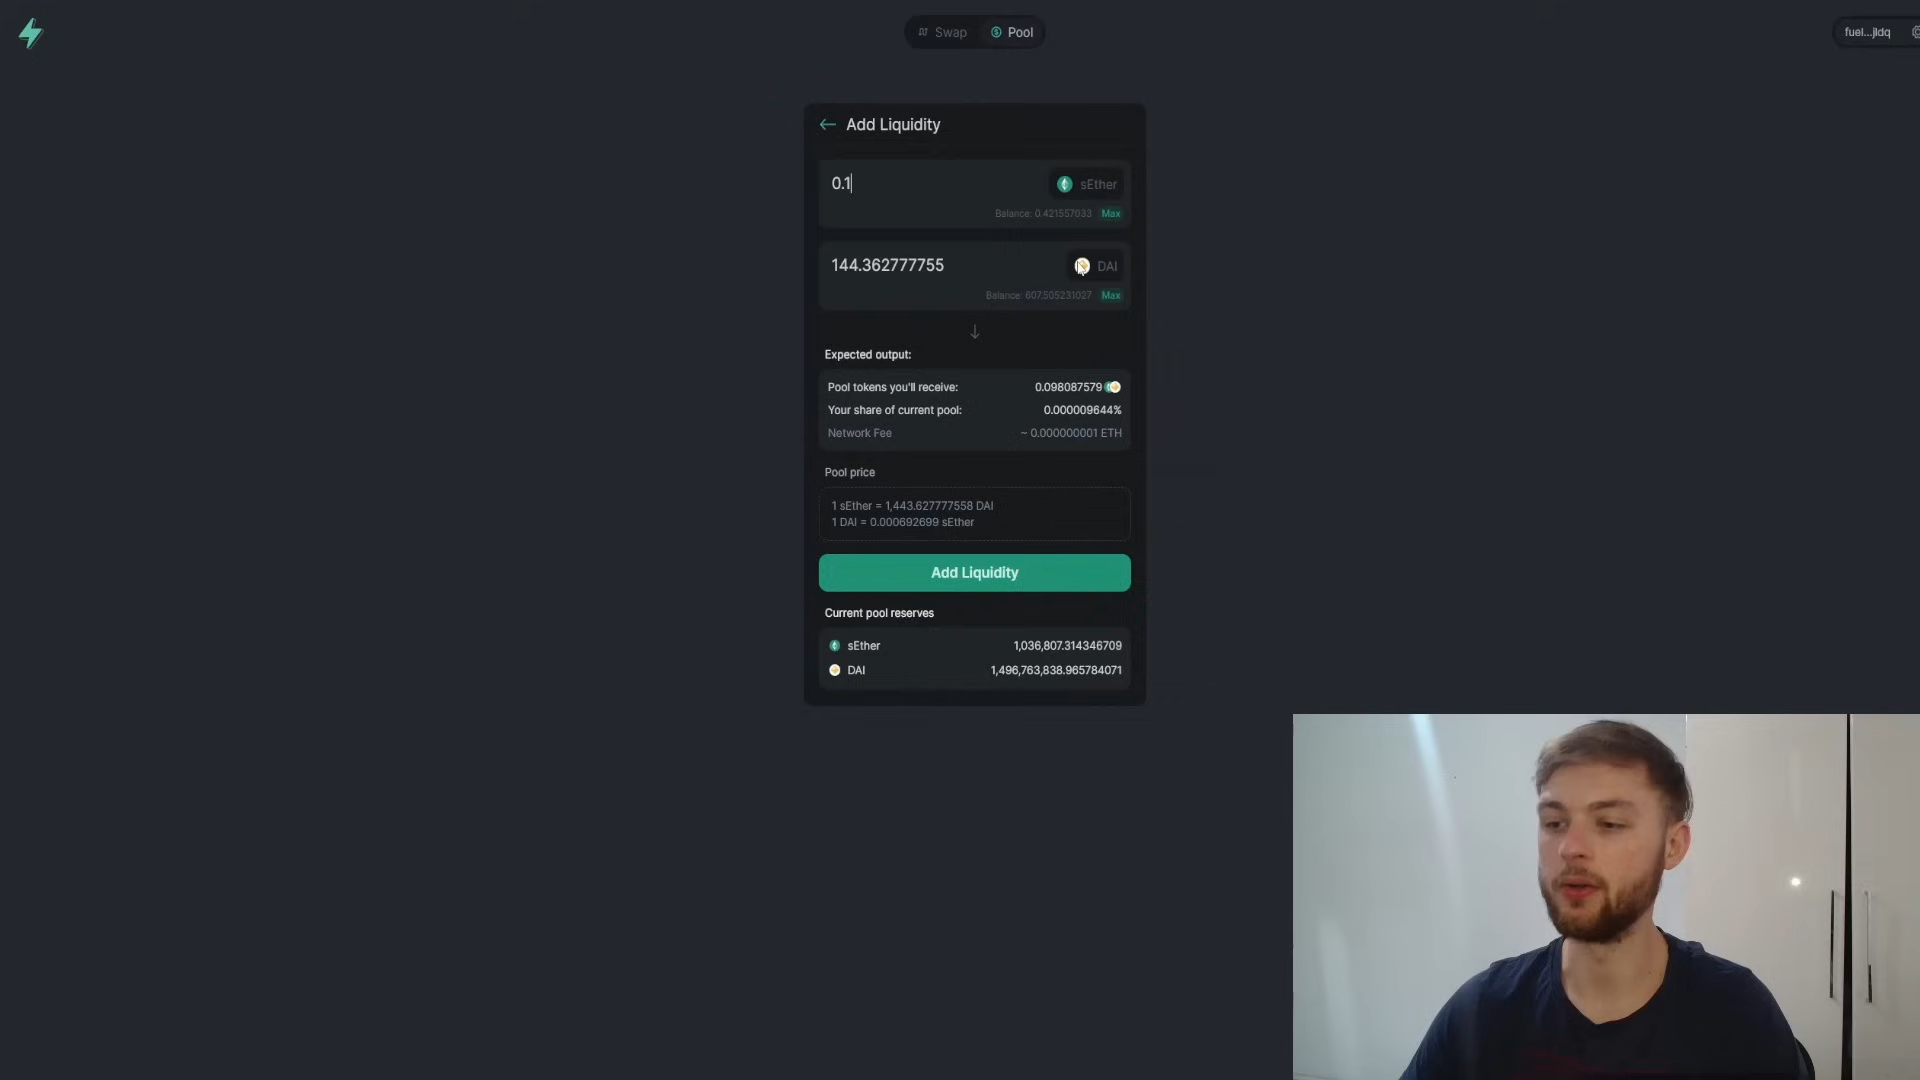 Swap
Pool
fuel...jldq
Add Liquidity
0.1
sEther
Balance: 0.421557033 Max
144.362777755
DAI
Balance: 607.505231027 Max
Expected output:
Pool tokens you'll receive: 0.098087579
Your share of current pool: 0.000009644%
Network Fee ~ 0.000000001 ETH
Pool price
1 sEther = 1,443.627777558 DAI
1 DAI = 0.000692699 sEther
Add Liquidity
Current pool reserves
sEther 1,036,807.314346709
DAI 1,496,763,838.965784071